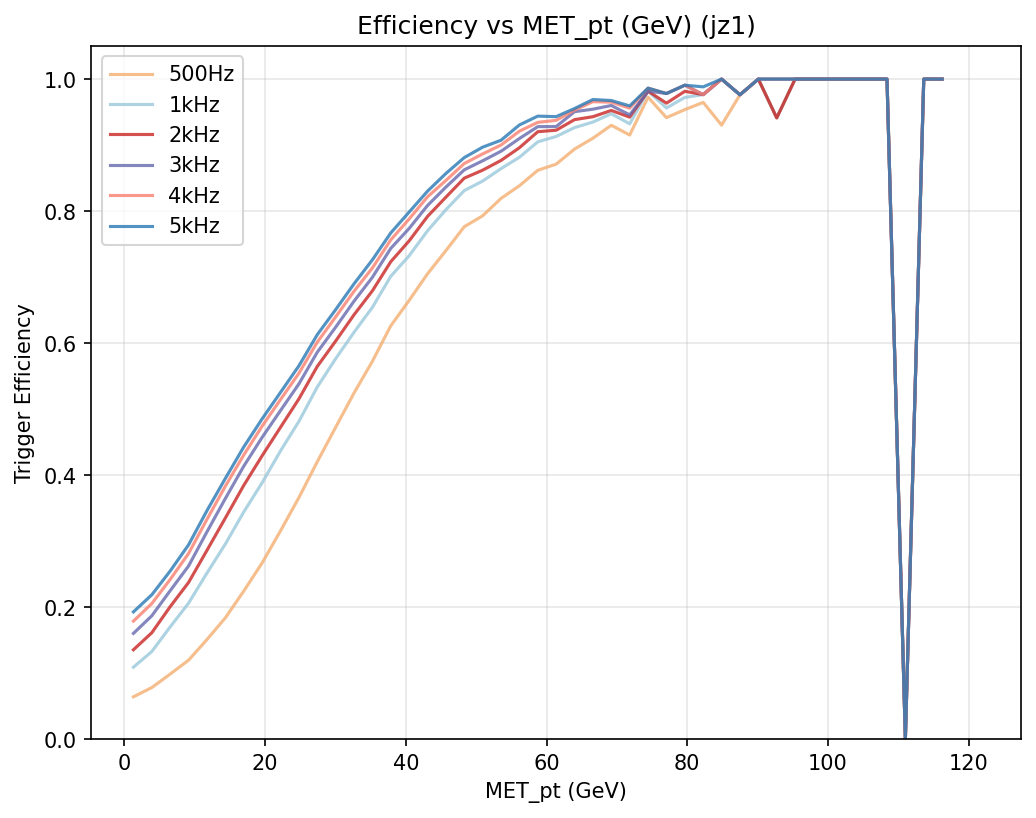 Efficiency vs MET_pt (GeV) (jz1)
500Hz
1kHz
2kHz
3kHz
4kHz
5kHz
Trigger Efficiency
1.0
0.8
0.6
0.4
0.2
0.0
0 20 40 60 80 100 120
MET_pt (GeV)